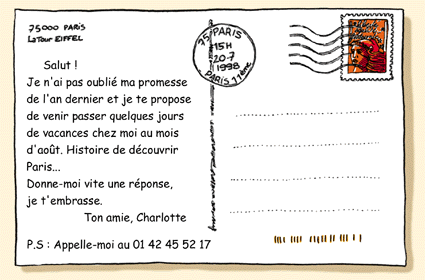 75000 PARIS
La Tour EIFFEL
Salut !
Je n'ai pas oublié ma promesse
de l'an dernier et je te propose
de venir passer quelques jours
de vacances chez moi au mois
d'août. Histoire de découvrir
Paris...
Donne-moi vite une réponse,
je t'embrasse.
Ton amie, Charlotte
P.S : Appelle-moi au 01 42 45 52 17
75 PARIS
15H
20-7
1998
PARIS 11ème